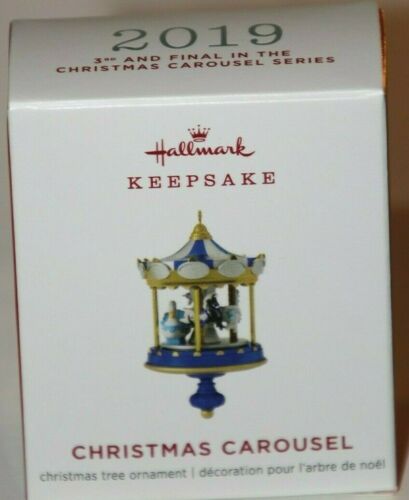 2019
3RD AND FINAL IN THE
CHRISTMAS CAROUSEL SERIES
Hallmark
KEEPSAKE
CHRISTMAS CAROUSEL
christmas tree ornament | décoration pour l'arbre de noël